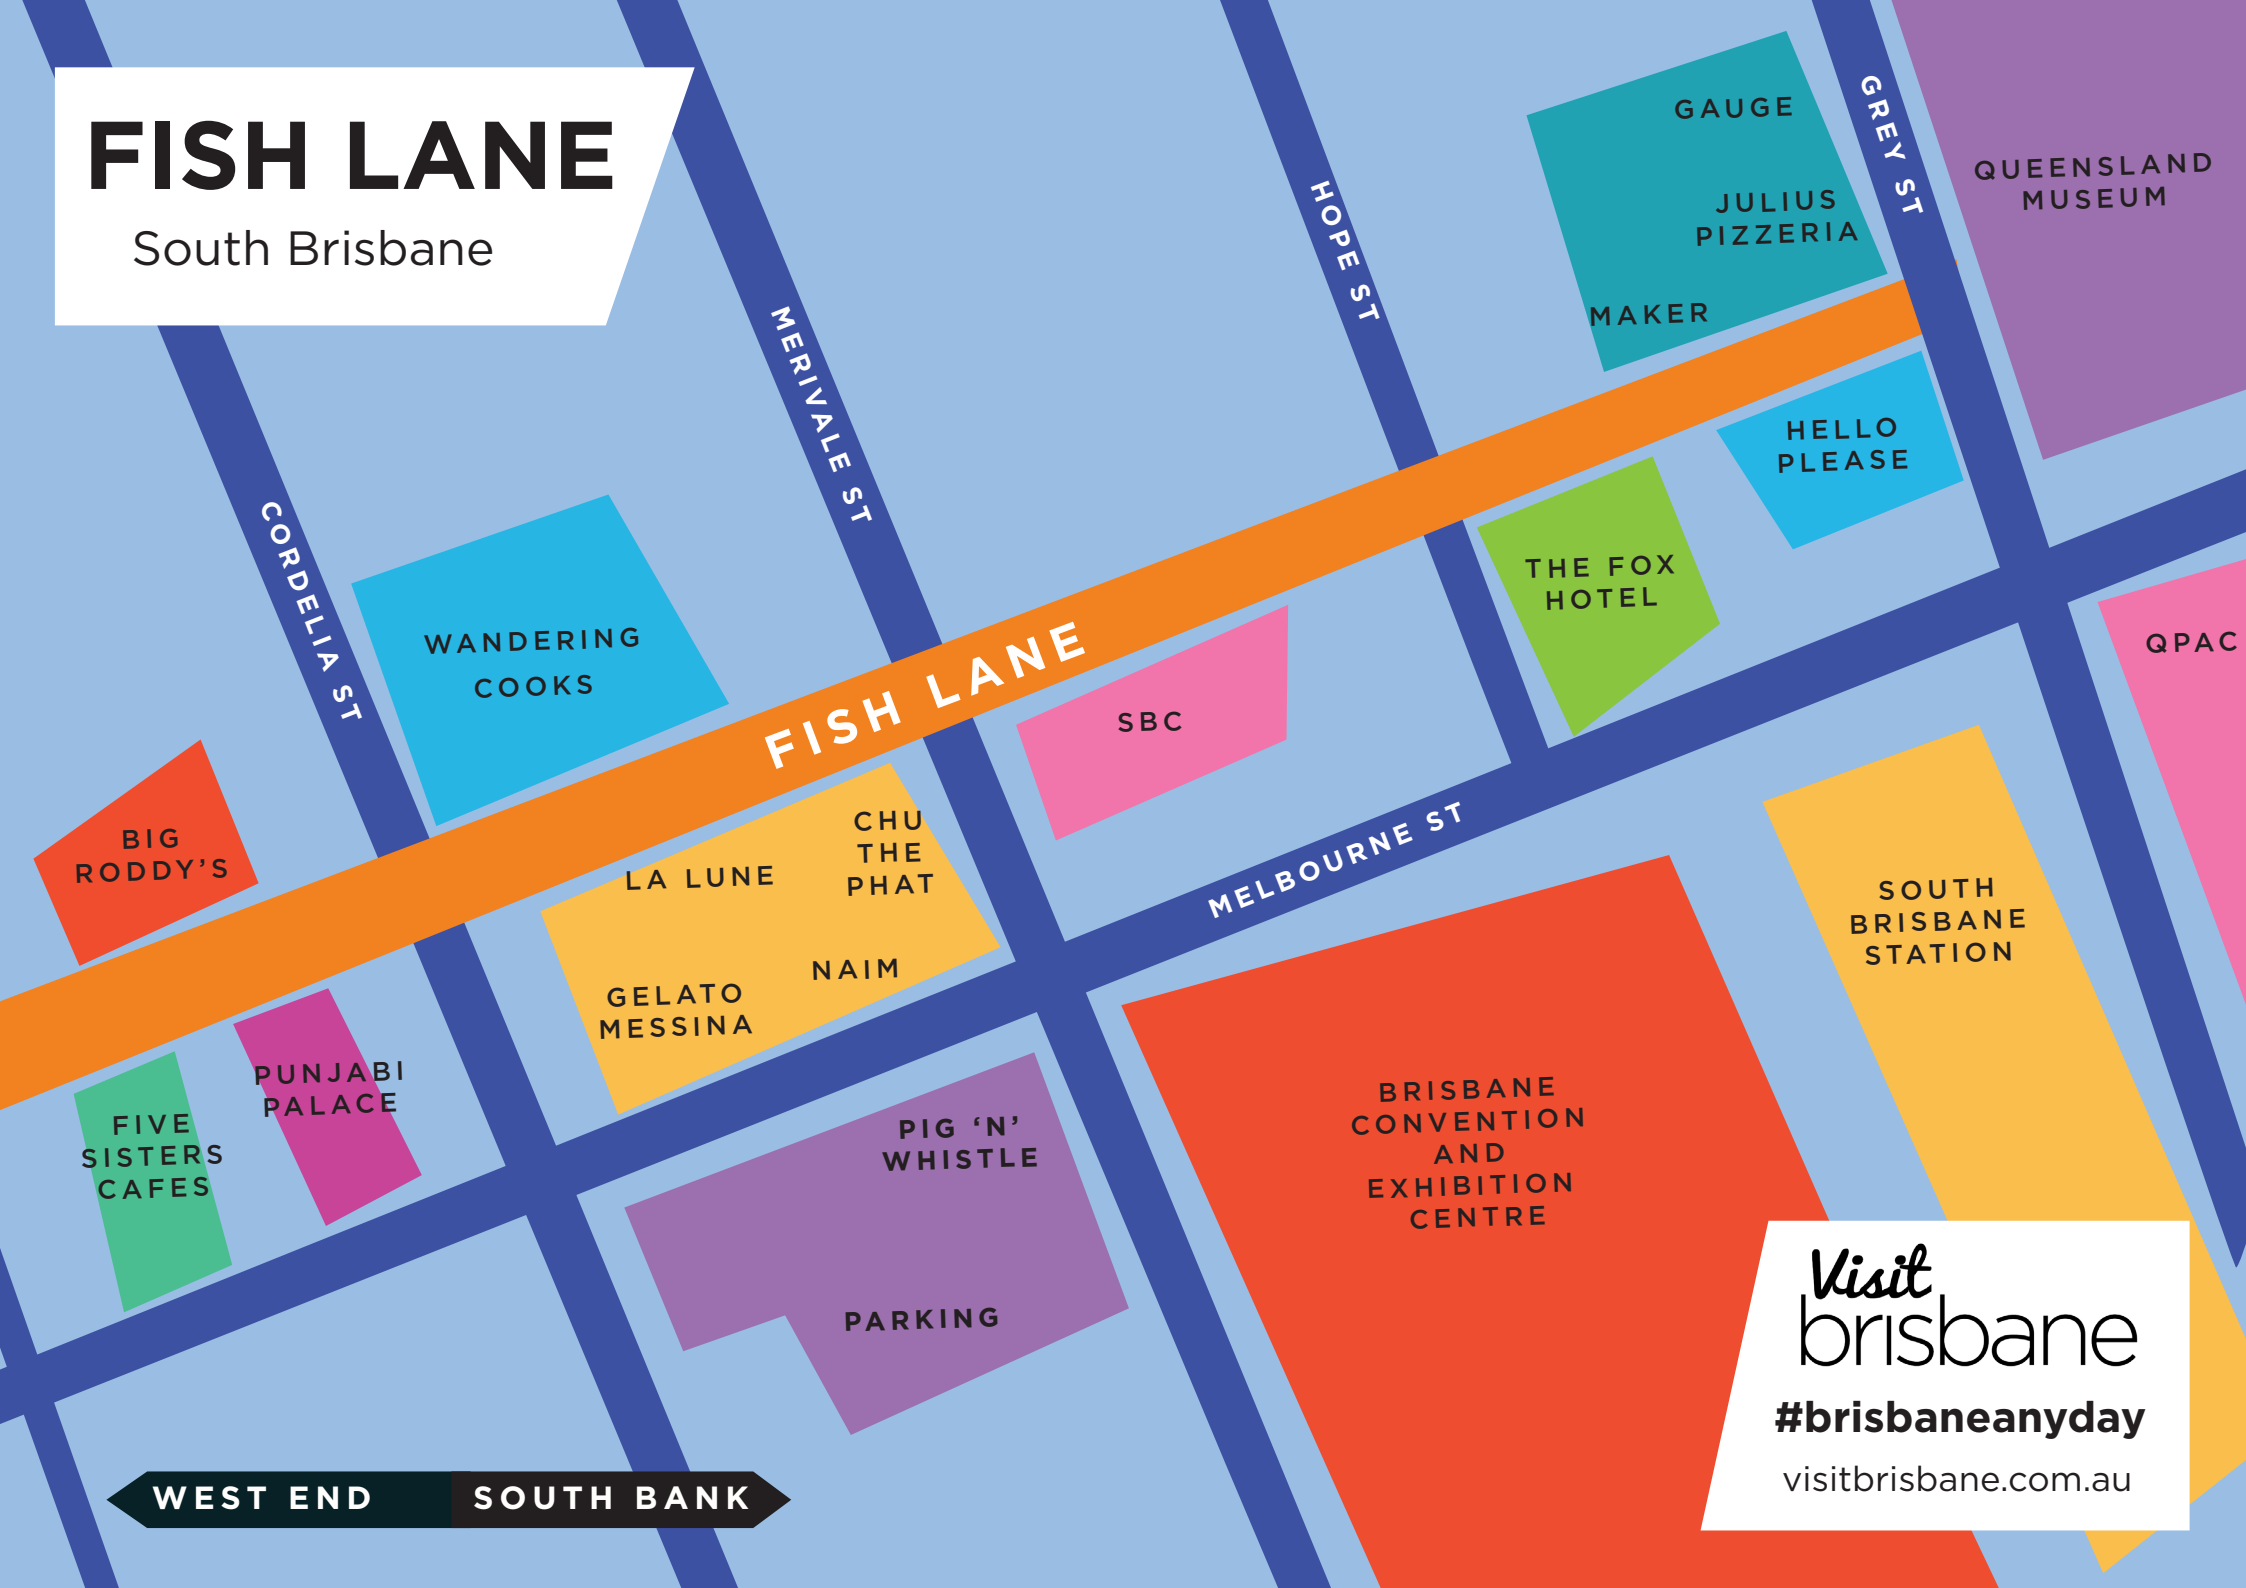 FISH LANE
South Brisbane
CORDELIA ST
MERIVALE ST
HOPE ST
GREY ST
GAUGE
JULIUS
PIZZERIA
MAKER
QUEENSLAND
MUSEUM
HELLO
PLEASE
THE FOX
HOTEL
QPAC
WANDERING
COOKS
FISH LANE
SBC
BIG
RODDY’S
LA LUNE
CHU
THE
PHAT
NAIM
GELATO
MESSINA
MELBOURNE ST
SOUTH
BRISBANE
STATION
PUNJABI
PALACE
FIVE
SISTERS
CAFES
PIG ‘N’
WHISTLE
PARKING
BRISBANE
CONVENTION
AND
EXHIBITION
CENTRE
WEST END
SOUTH BANK
Visit
brisbane
#brisbaneanyday
visitbrisbane.com.au